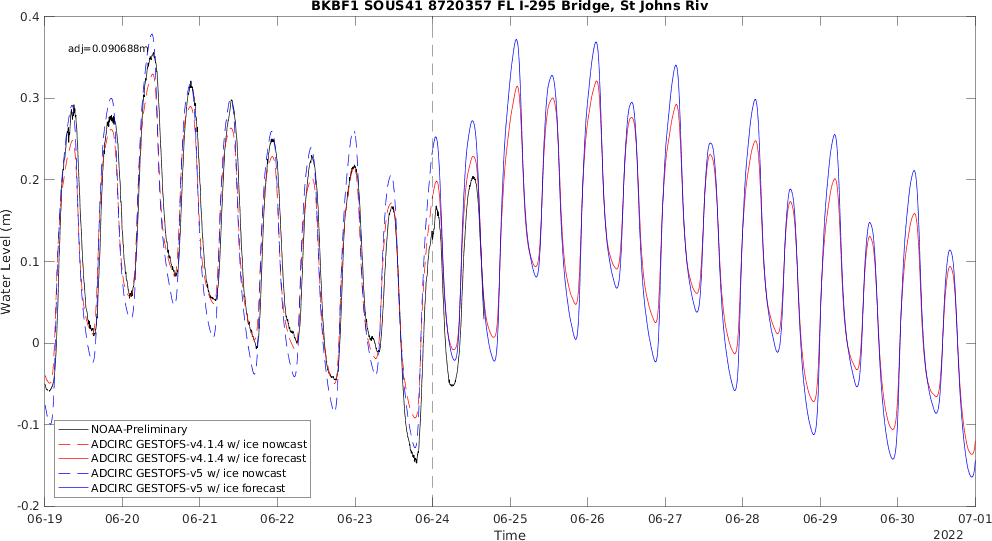 BKBF1 SOUS41 8720357 FL I-295 Bridge, St Johns Riv
adj=0.090688m
0.4
0.3
0.2
0.1
0
-0.1
-0.2
Water Level (m)
NOAA-Preliminary
ADCIRC GESTOFS-v4.1.4 w/ ice nowcast
ADCIRC GESTOFS-v4.1.4 w/ ice forecast
ADCIRC GESTOFS-v5 w/ ice nowcast
ADCIRC GESTOFS-v5 w/ ice forecast
06-19 06-20 06-21 06-22 06-23 06-24 06-25 06-26 06-27 06-28 06-29 06-30 07-01
Time
2022